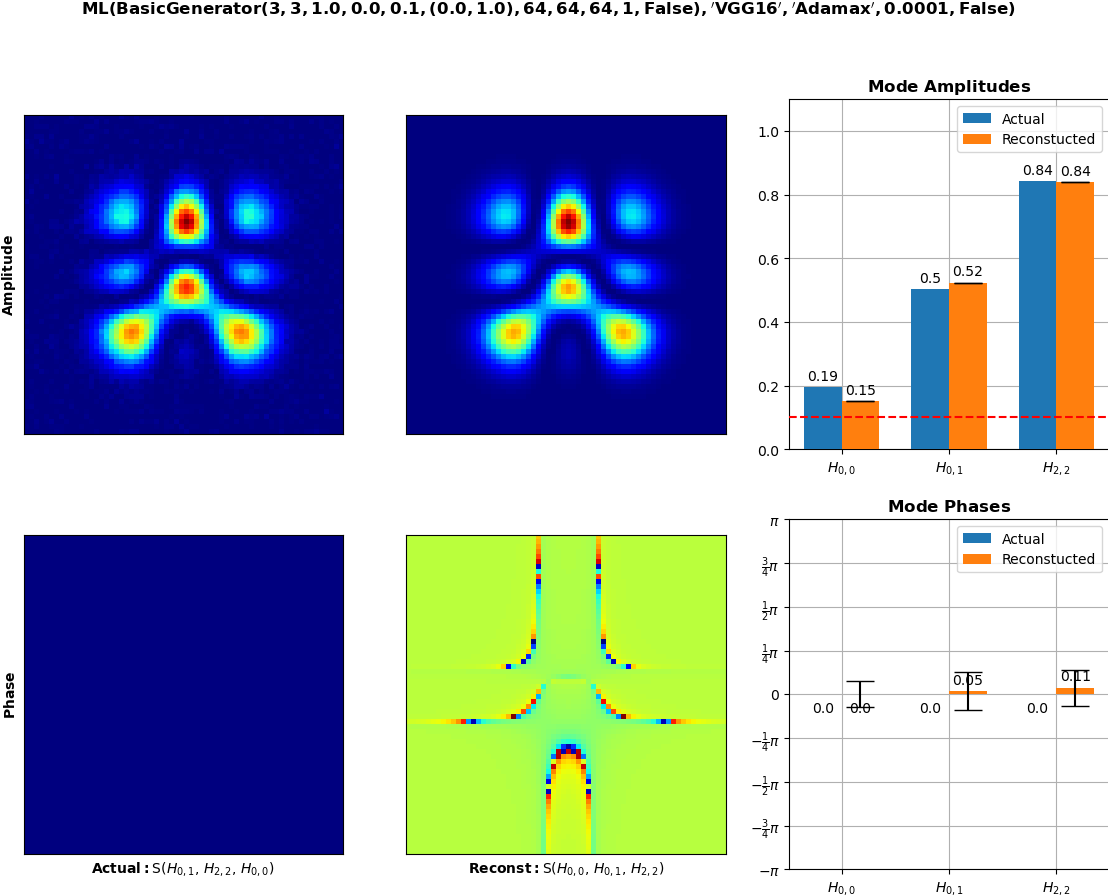 ML(BasicGenerator(3, 3, 1.0, 0.0, 0.1, (0.0, 1.0), 64, 64, 64, 1, False), ′VGG16′, ′Adamax′, 0.0001, False)
Amplitude
Mode Amplitudes
Actual
Reconstucted
1.0
0.8
0.6
0.4
0.2
0.0
0.19
0.15
0.5
0.52
0.84
0.84
H0,0
H0,1
H2,2
Phase
Actual: S(H0,1, H2,2, H0,0)
Reconst: S(H0,0, H0,1, H2,2)
Mode Phases
Actual
Reconstucted
π
3/4π
1/2π
1/4π
0
−1/4π
−1/2π
−3/4π
−π
0.0
0.0
0.0
0.05
0.0
0.11
H0,0
H0,1
H2,2